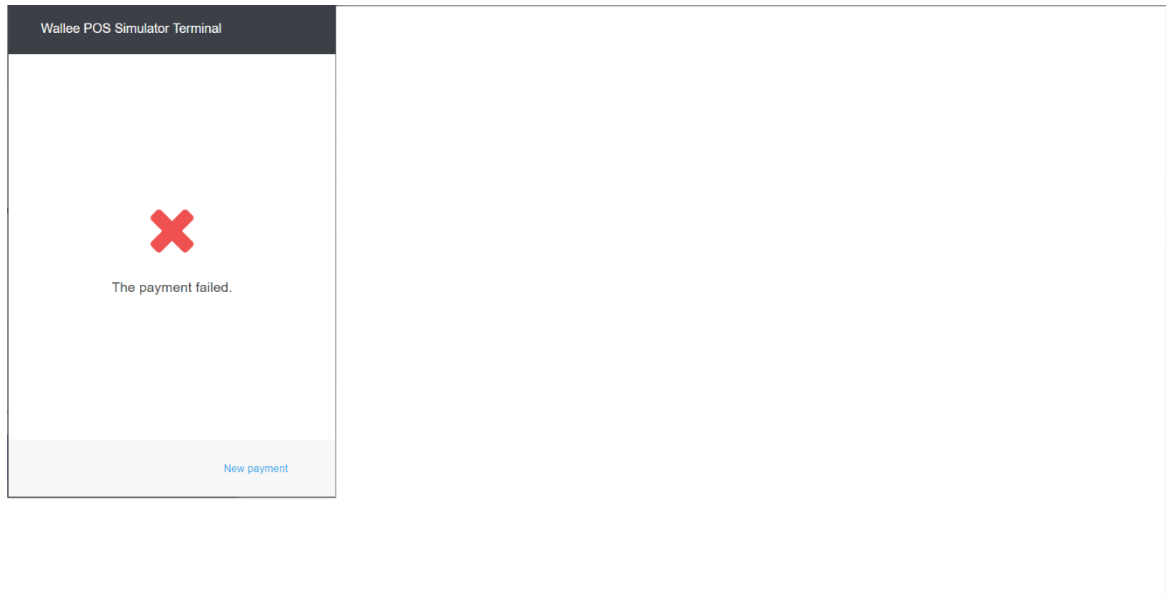 Wallee POS Simulator Terminal
The payment failed.
New payment